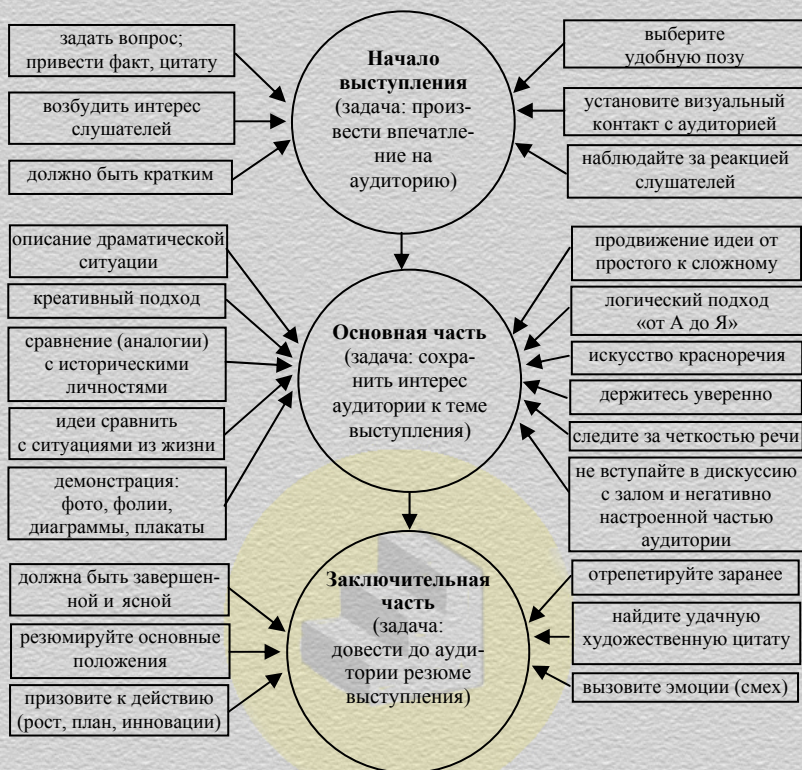 задать вопрос;
привести факт, цитату
возбудить интерес
слушателей
должно быть кратким
Начало
выступления
(задача: произ-
вести впечатле-
ние на
аудиторию)
выберите
удобную позу
установите визуальный
контакт с аудиторией
наблюдайте за реакцией
слушателей
описание драматической
ситуации
креативный подход
сравнение (аналогии)
с историческими
личностями
идеи сравнить
с ситуациями из жизни
демонстрация:
фото, фолии,
диаграммы, плакаты
Основная часть
(задача: сохра-
нить интерес
аудитории к теме
выступления)
продвижение идеи от
простого к сложному
логический подход
«от А до Я»
искусство красноречия
держитесь уверенно
следите за четкостью речи
не вступайте в дискуссию
с залом и негативно
настроенной частью
аудитории
должна быть завершен-
ной и ясной
резюмируйте основные
положения
призовите к действию
(рост, план, инновации)
Заключительная
часть
(задача:
довести до ауди-
тории резюме
выступления)
отрепетируйте заранее
найдите удачную
художественную цитату
вызовите эмоции (смех)